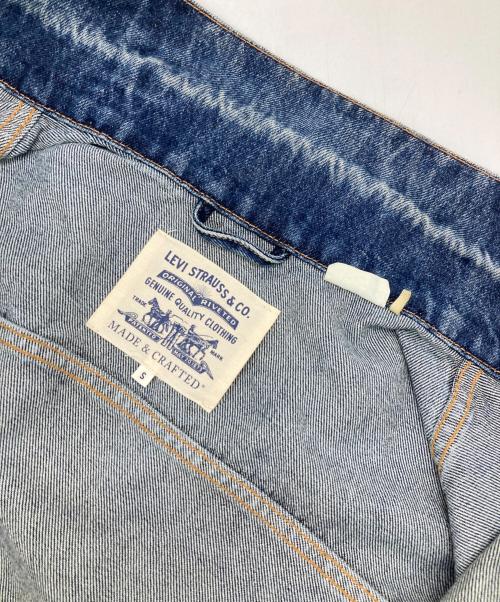 LEVI STRAUSS & CO.
ORIGINAL RIVETED
GENUINE QUALITY CLOTHING
TRADE MARK
MADE & CRAFTED®
S